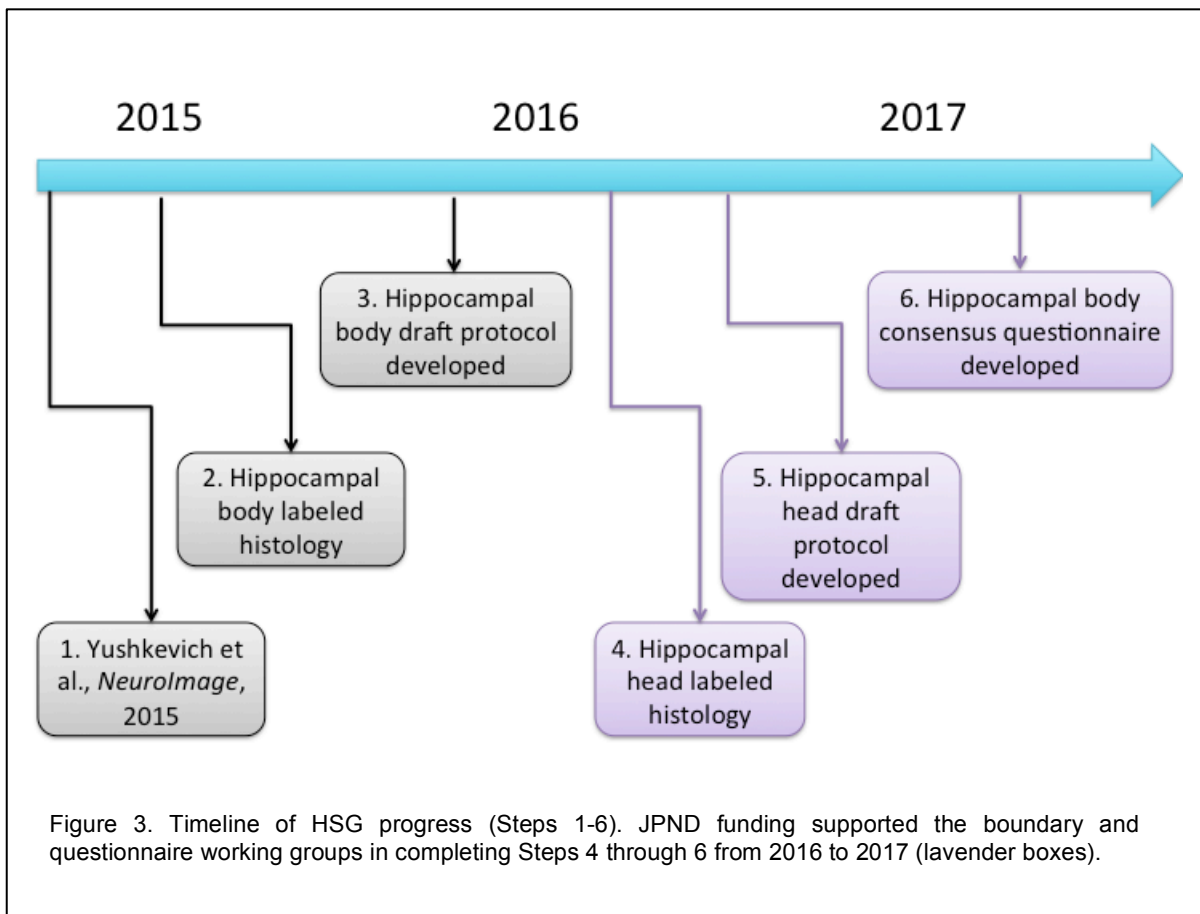 2015 2016 2017
3. Hippocampal
body draft protocol
developed
6. Hippocampal body
consensus questionnaire
developed
2. Hippocampal
body labeled
histology
5. Hippocampal
head draft
protocol
developed
1. Yushkevich et
al., NeuroImage,
2015
4. Hippocampal
head labeled
histology
Figure 3. Timeline of HSG progress (Steps 1-6). JPND funding supported the boundary and
questionnaire working groups in completing Steps 4 through 6 from 2016 to 2017 (lavender boxes).